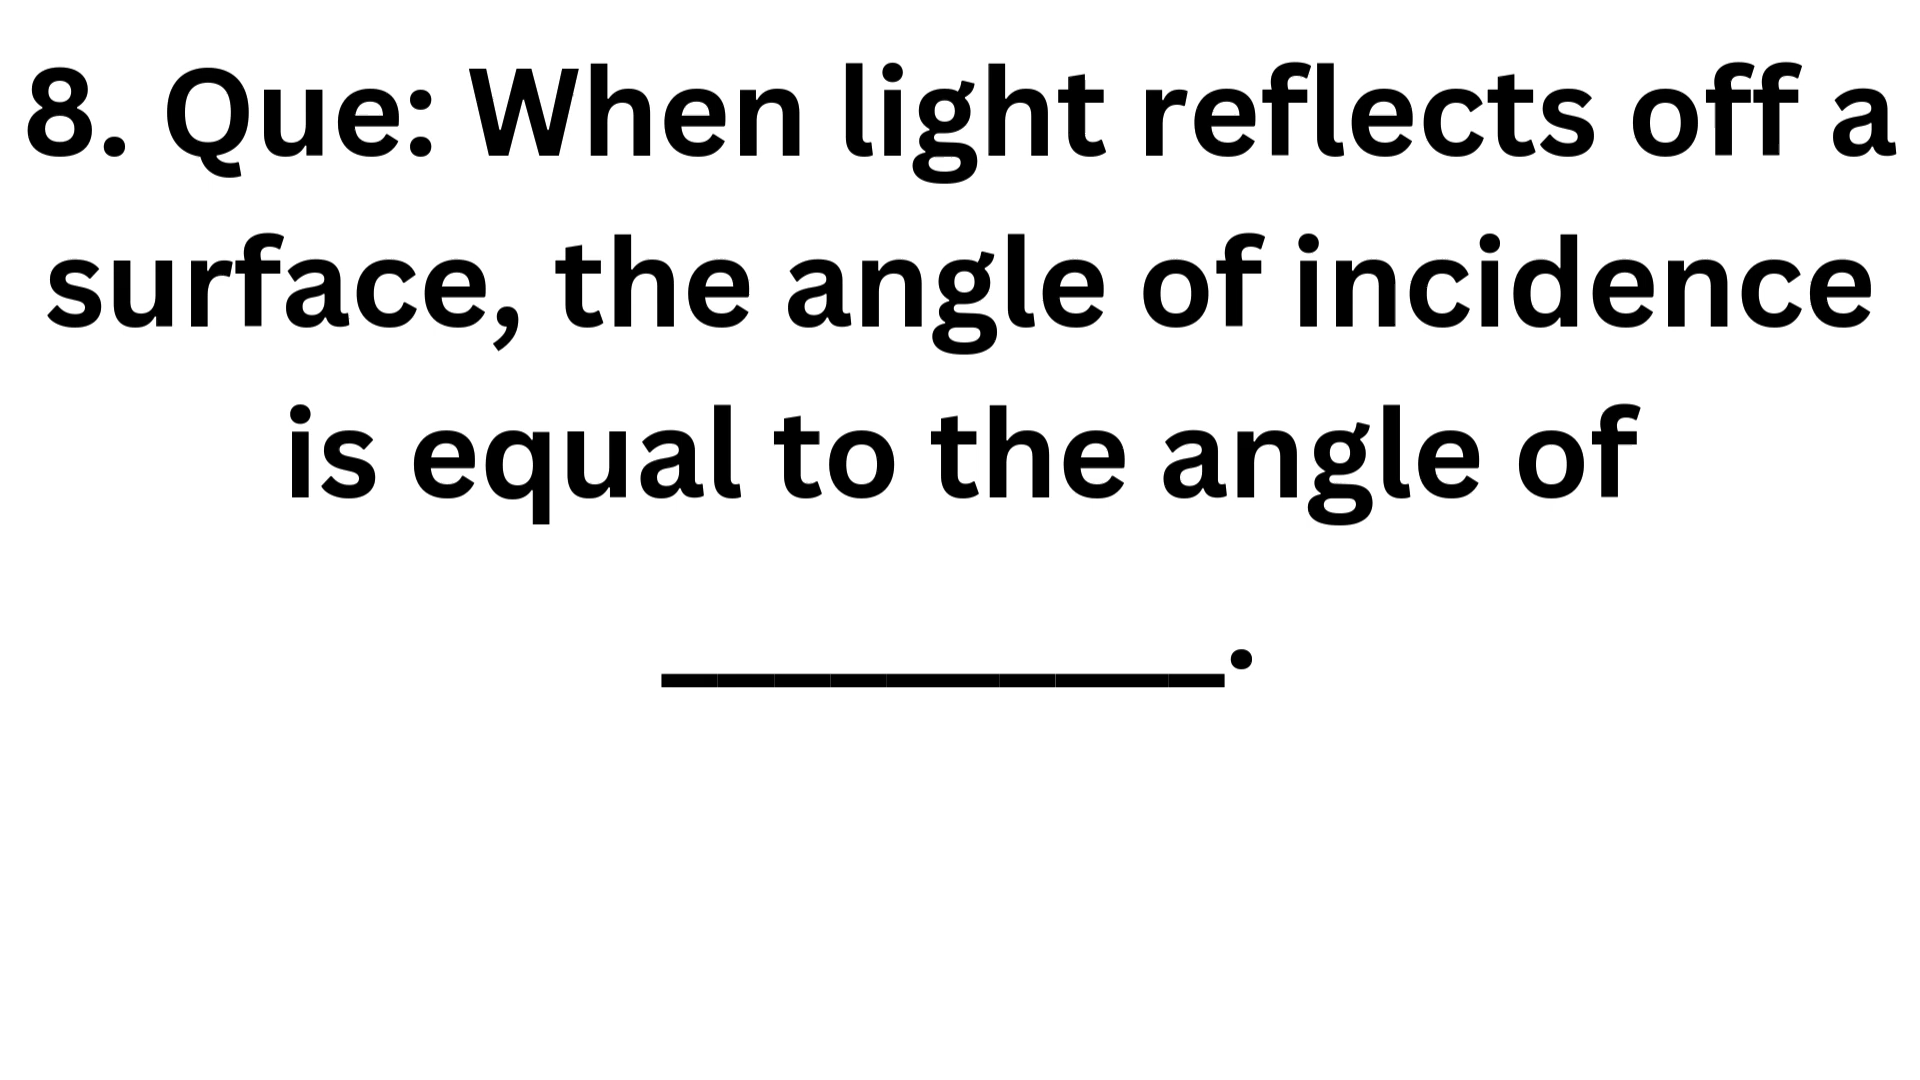 8. Que: When light reflects off a
surface, the angle of incidence
is equal to the angle of
__________.